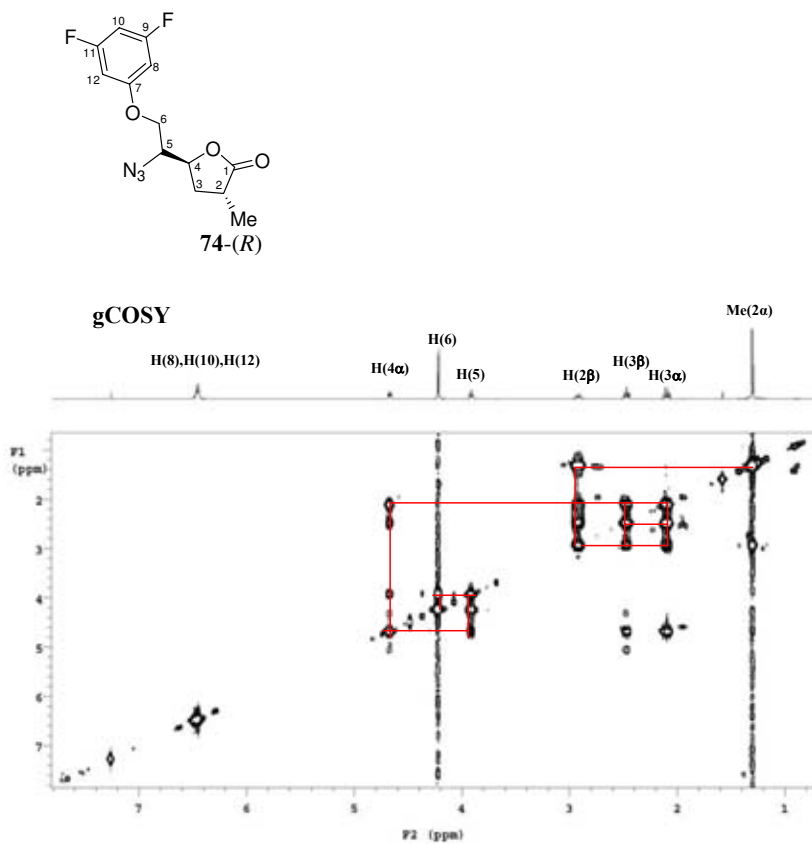 F
10
9
F
11
12
8
7
O
6
5
N3
O
O
4
1
3
2
Me
74-(R)
gCOSY
Me(2α)
H(6)
H(8),H(10),H(12)
H(4α)
H(5)
H(2β)
H(3β)
H(3α)
F1
(ppm)
2
3
4
5
6
7
7
6
5
4
3
2
1
F2 (ppm)